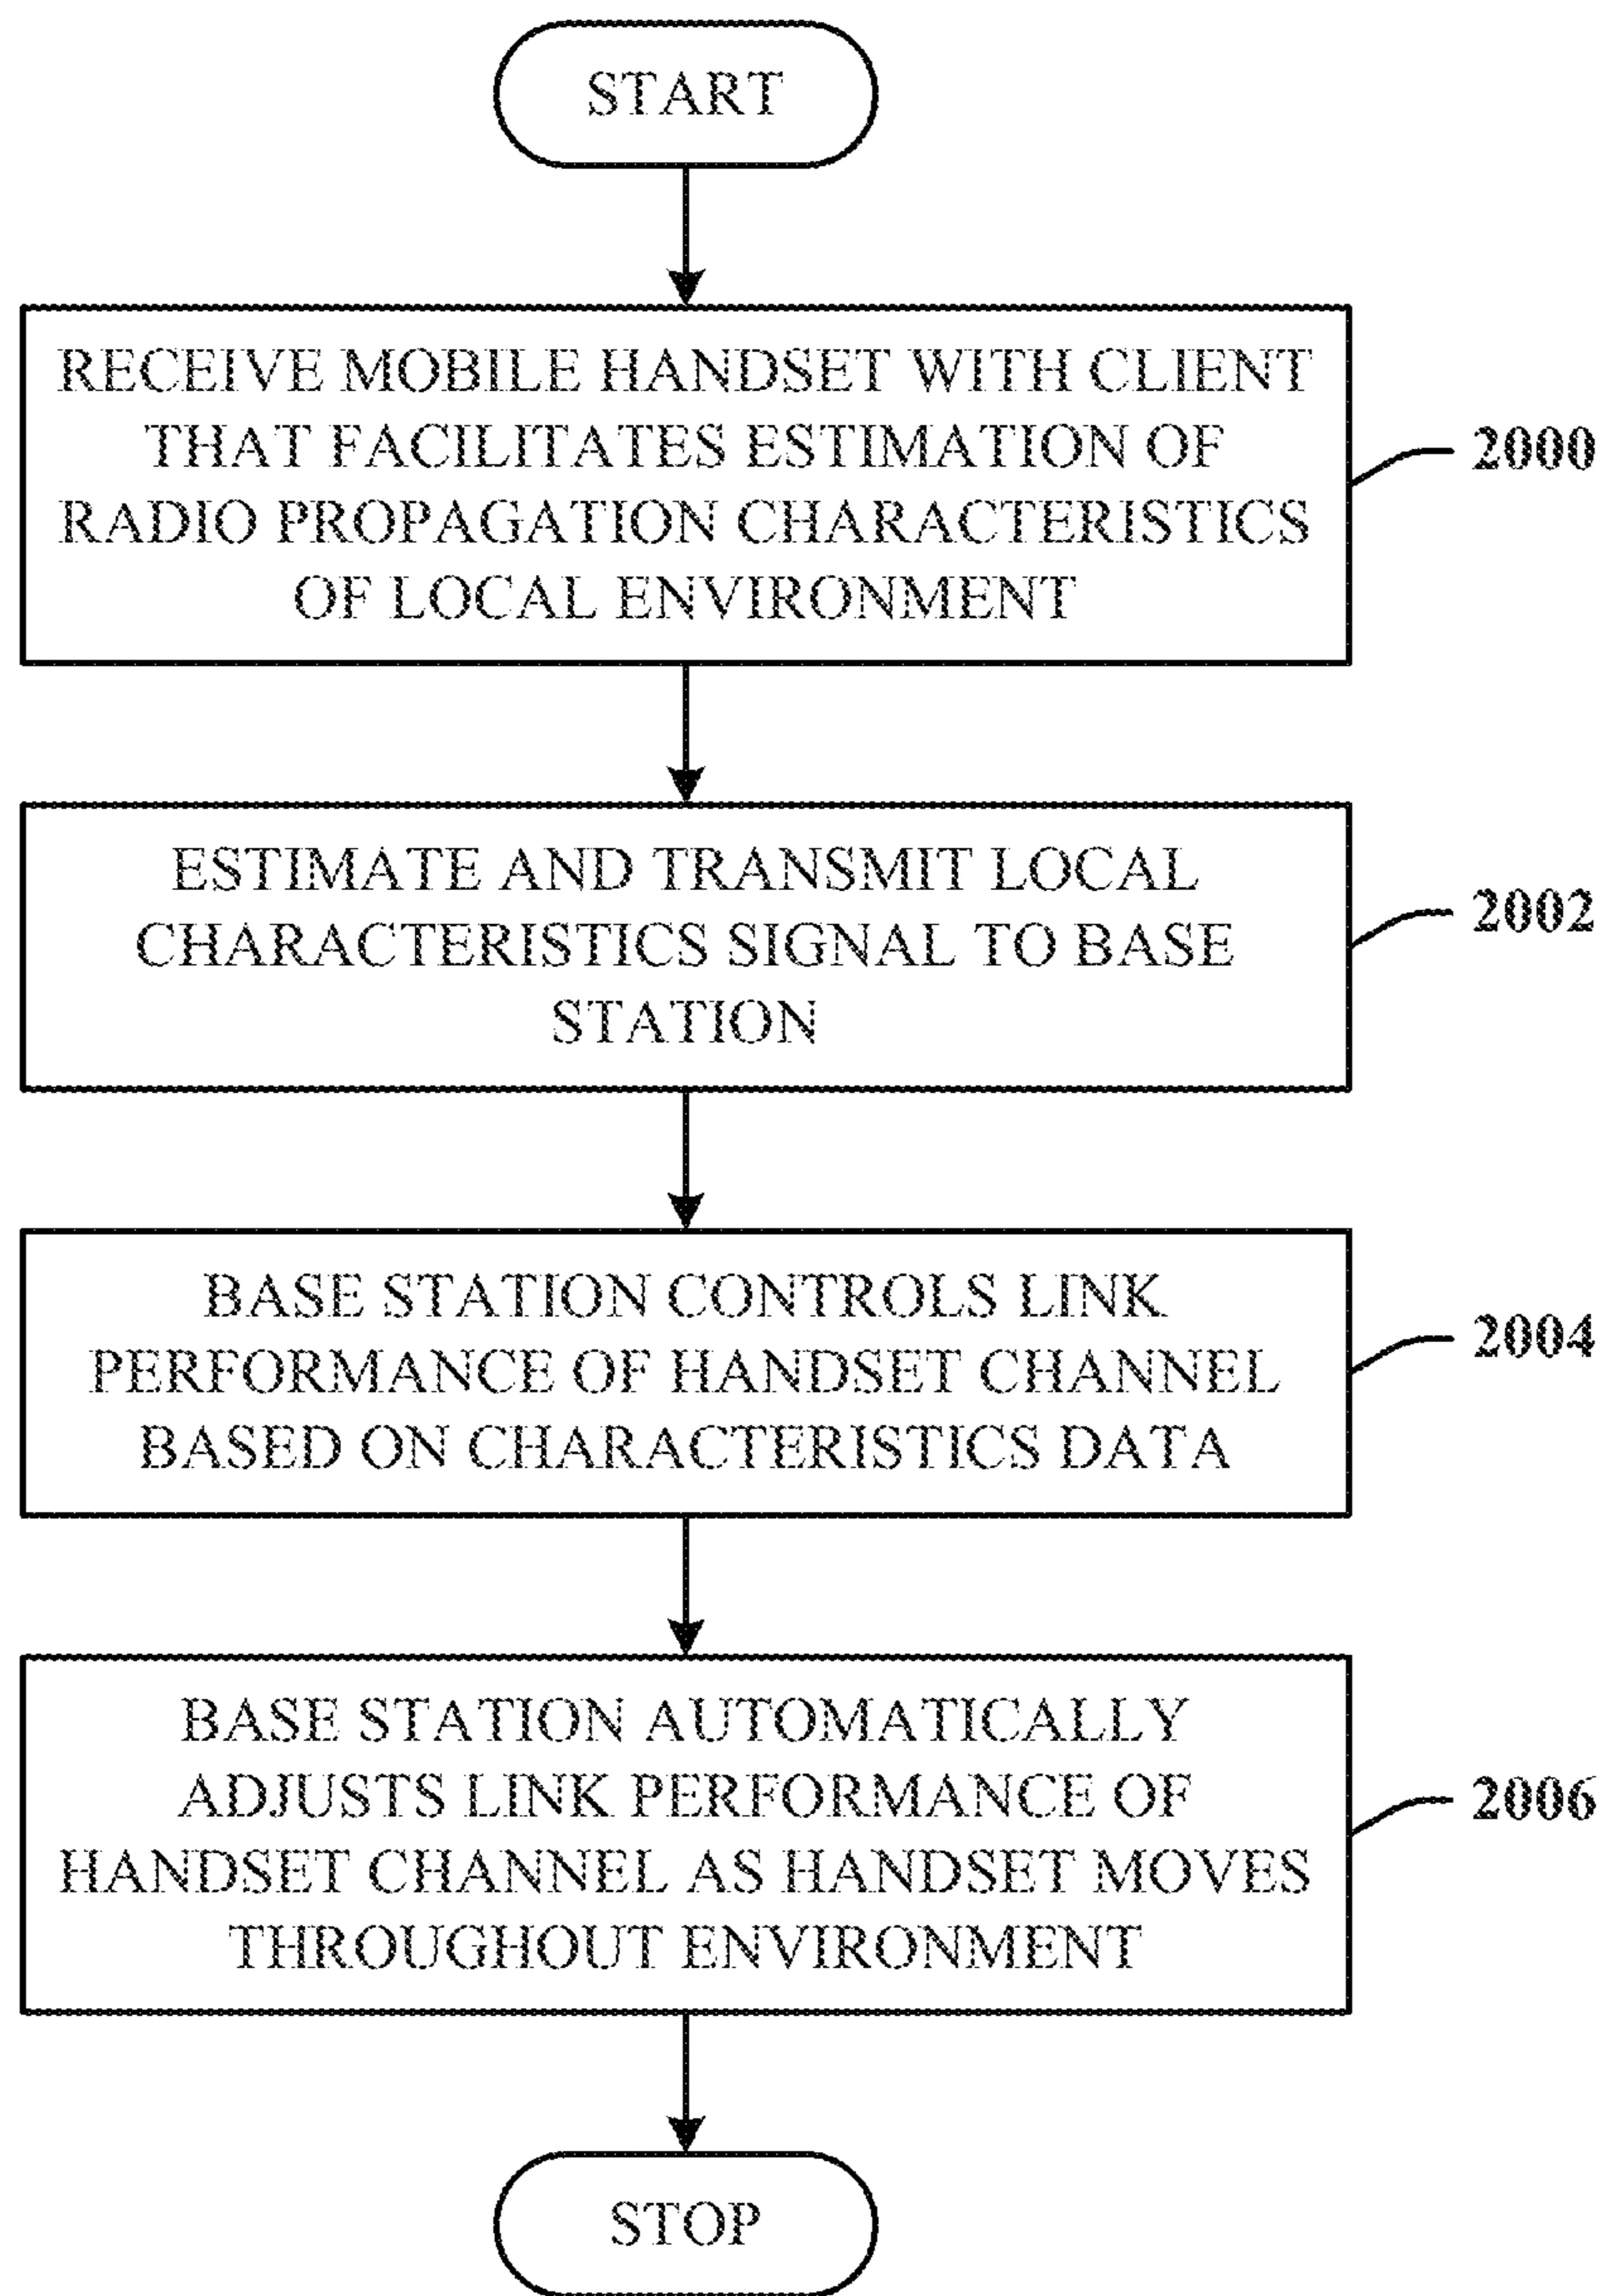 START
RECEIVE MOBILE HANDSET WITH CLIENT
THAT FACILITATES ESTIMATION OF
RADIO PROPAGATION CHARACTERISTICS
OF LOCAL ENVIRONMENT
2000
ESTIMATE AND TRANSMIT LOCAL
CHARACTERISTICS SIGNAL TO BASE
STATION
2002
BASE STATION CONTROLS LINK
PERFORMANCE OF HANDSET CHANNEL
BASED ON CHARACTERISTICS DATA
2004
BASE STATION AUTOMATICALLY
ADJUSTS LINK PERFORMANCE OF
HANDSET CHANNEL AS HANDSET MOVES
THROUGHOUT ENVIRONMENT
2006
STOP